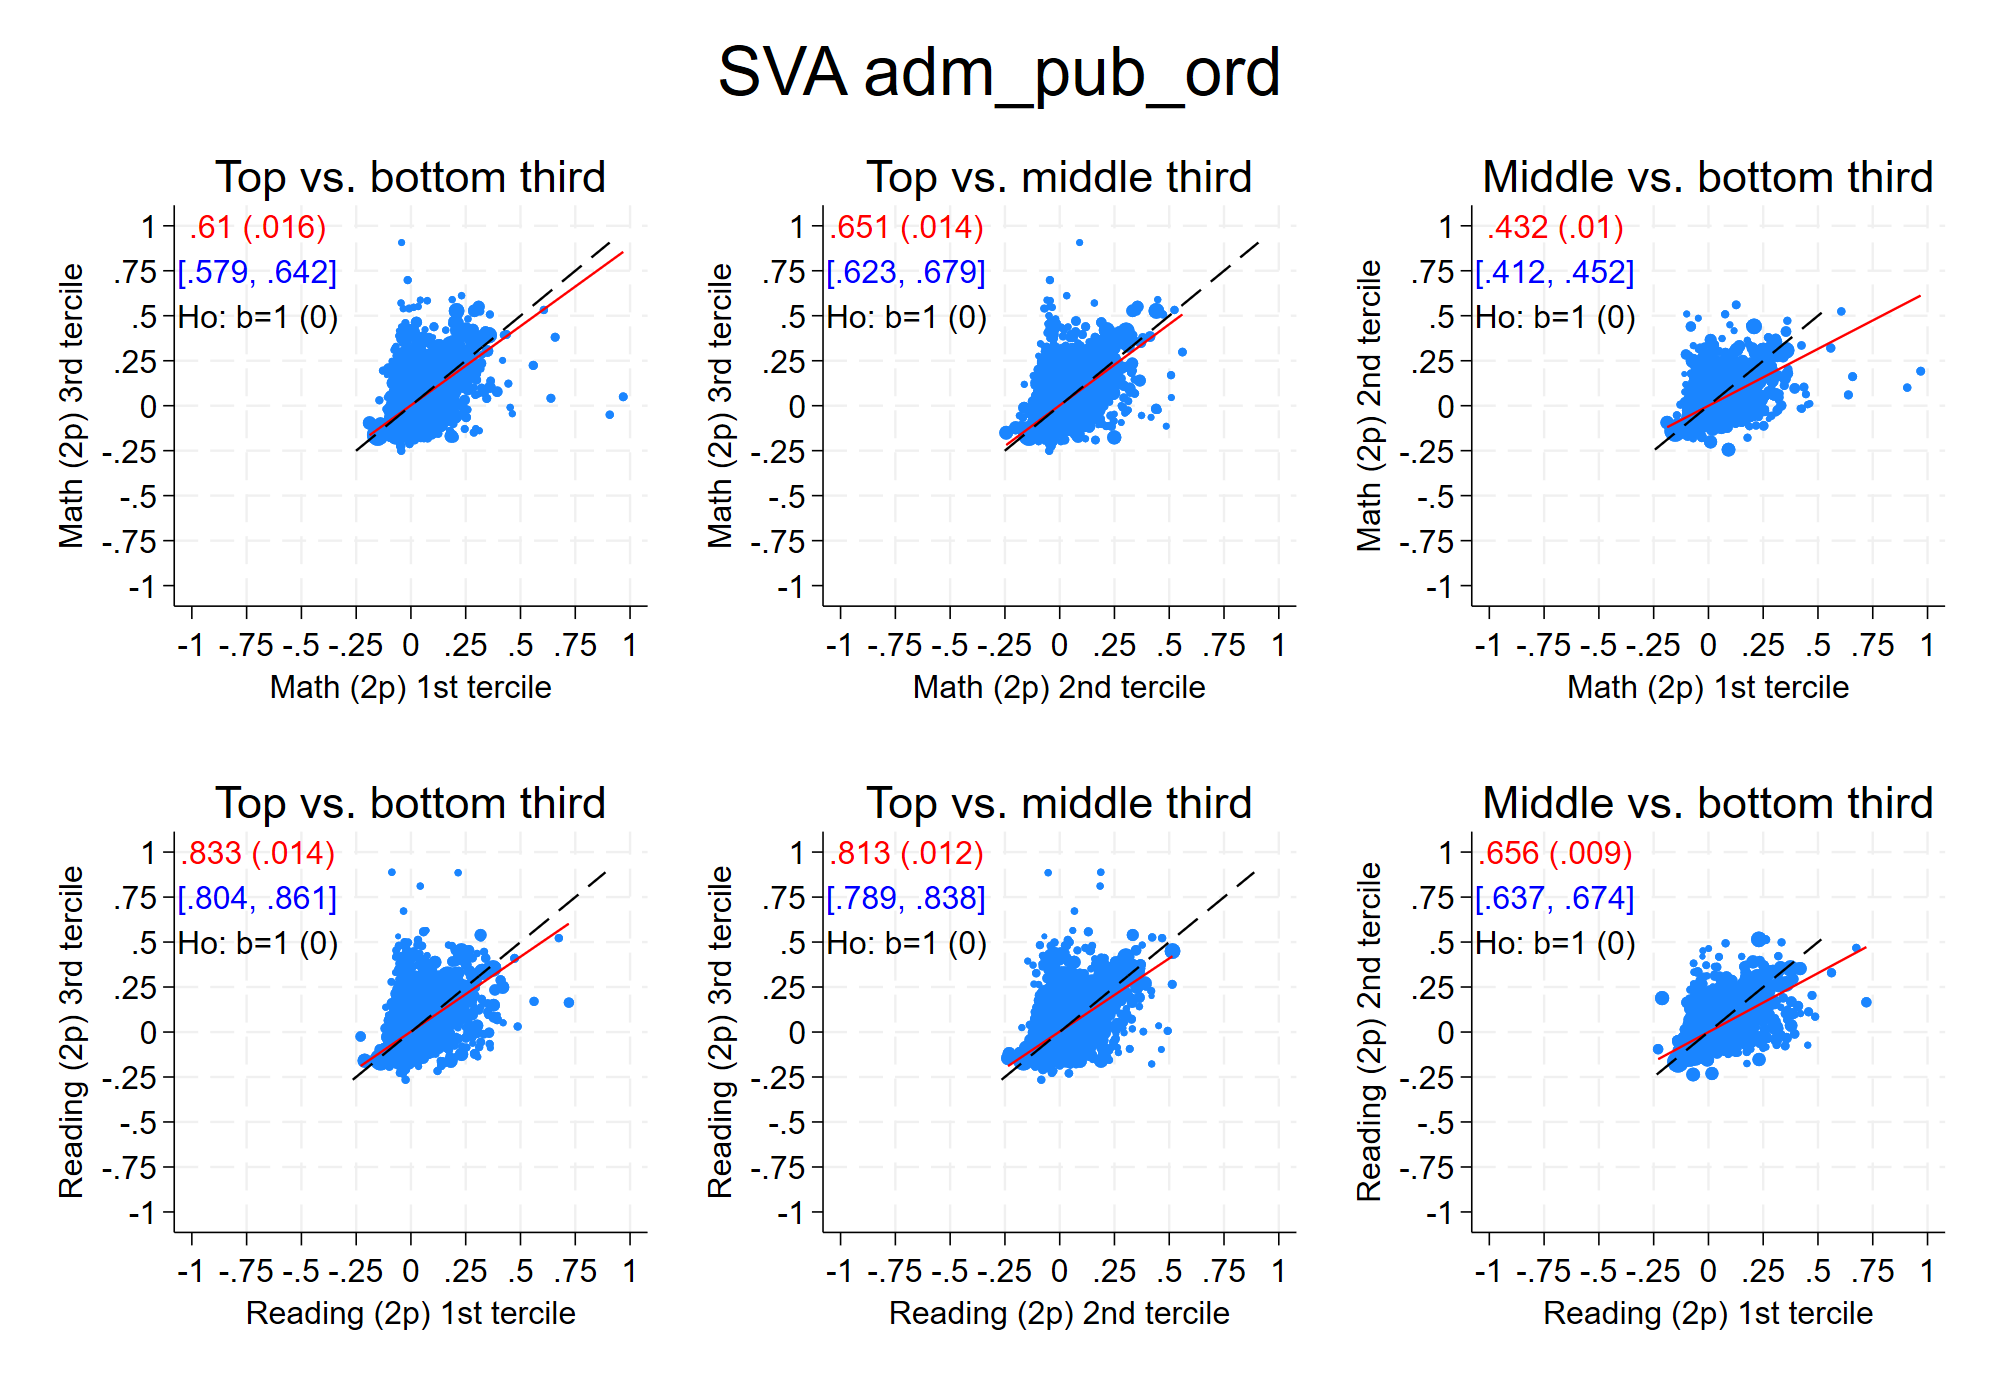 SVA adm_pub_ord
Top vs. bottom third
.61 (.016)
[.579, .642]
Ho: b=1 (0)
Math (2p) 3rd tercile
1
.75
.5
.25
0
-.25
-.5
-.75
-1
-1 -.75 -.5 -.25 0 .25 .5 .75 1
Math (2p) 1st tercile
Top vs. middle third
.651 (.014)
[.623, .679]
Ho: b=1 (0)
Math (2p) 3rd tercile
1
.75
.5
.25
0
-.25
-.5
-.75
-1
-1 -.75 -.5 -.25 0 .25 .5 .75 1
Math (2p) 2nd tercile
Middle vs. bottom third
.432 (.01)
[.412, .452]
Ho: b=1 (0)
Math (2p) 2nd tercile
1
.75
.5
.25
0
-.25
-.5
-.75
-1
-1 -.75 -.5 -.25 0 .25 .5 .75 1
Math (2p) 1st tercile
Top vs. bottom third
.833 (.014)
[.804, .861]
Ho: b=1 (0)
Reading (2p) 3rd tercile
1
.75
.5
.25
0
-.25
-.5
-.75
-1
-1 -.75 -.5 -.25 0 .25 .5 .75 1
Reading (2p) 1st tercile
Top vs. middle third
.813 (.012)
[.789, .838]
Ho: b=1 (0)
Reading (2p) 3rd tercile
1
.75
.5
.25
0
-.25
-.5
-.75
-1
-1 -.75 -.5 -.25 0 .25 .5 .75 1
Reading (2p) 2nd tercile
Middle vs. bottom third
.656 (.009)
[.637, .674]
Ho: b=1 (0)
Reading (2p) 2nd tercile
1
.75
.5
.25
0
-.25
-.5
-.75
-1
-1 -.75 -.5 -.25 0 .25 .5 .75 1
Reading (2p) 1st tercile